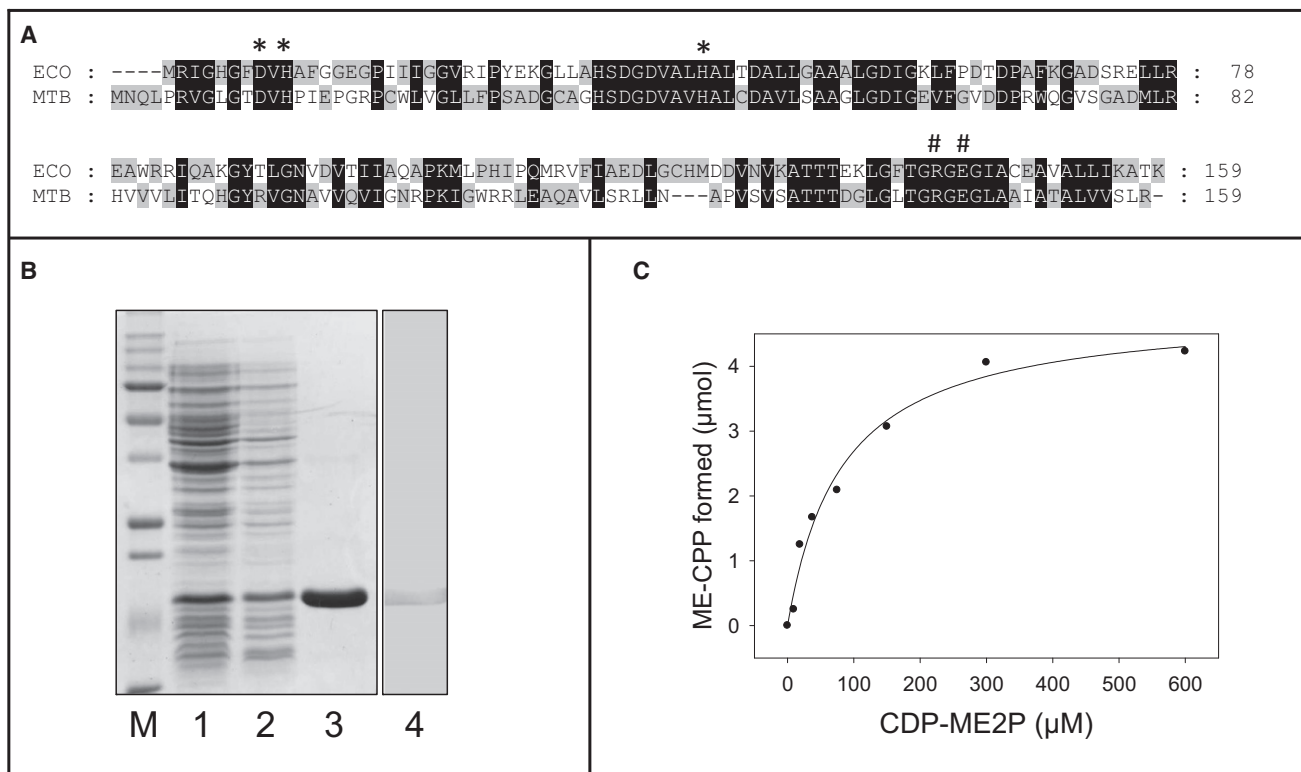 A
* * *
ECO : ----MRIGHGFDVHAFGGEGPIIIGGVRIPYEKGLLAHSDGDVALHALTDALLGAAALGDIGKLFPDTDPAFKGADSRELLR : 78
MTB : MNQLPRVGLGTDVHPIEPGRPCWLVGLLFPSADGCAGHSDGDVAVHALCDAVLSAAGLGDIGEVFGVDDPRWQGVSGADMLR : 82
# #
ECO : EAWRRIQAKGYTLGNVDVTIIAQAPKMLPHIPQMRVFIAEDLGCHMDDVNVKATTTEKLGFTGRGEGIACEAVALLIKATK : 159
MTB : HVVVLITQHGYRVGNAVVQVIGNRPKIGWRRLEAQAVLSRLLN---APVSVSATTTDGLGLTGRGEGLAAIATALVVSLR- : 159
B
M 1 2 3 4
C
ME-CPP formed (µmol)
4
3
2
1
0
0 100 200 300 400 500 600
CDP-ME2P (µM)